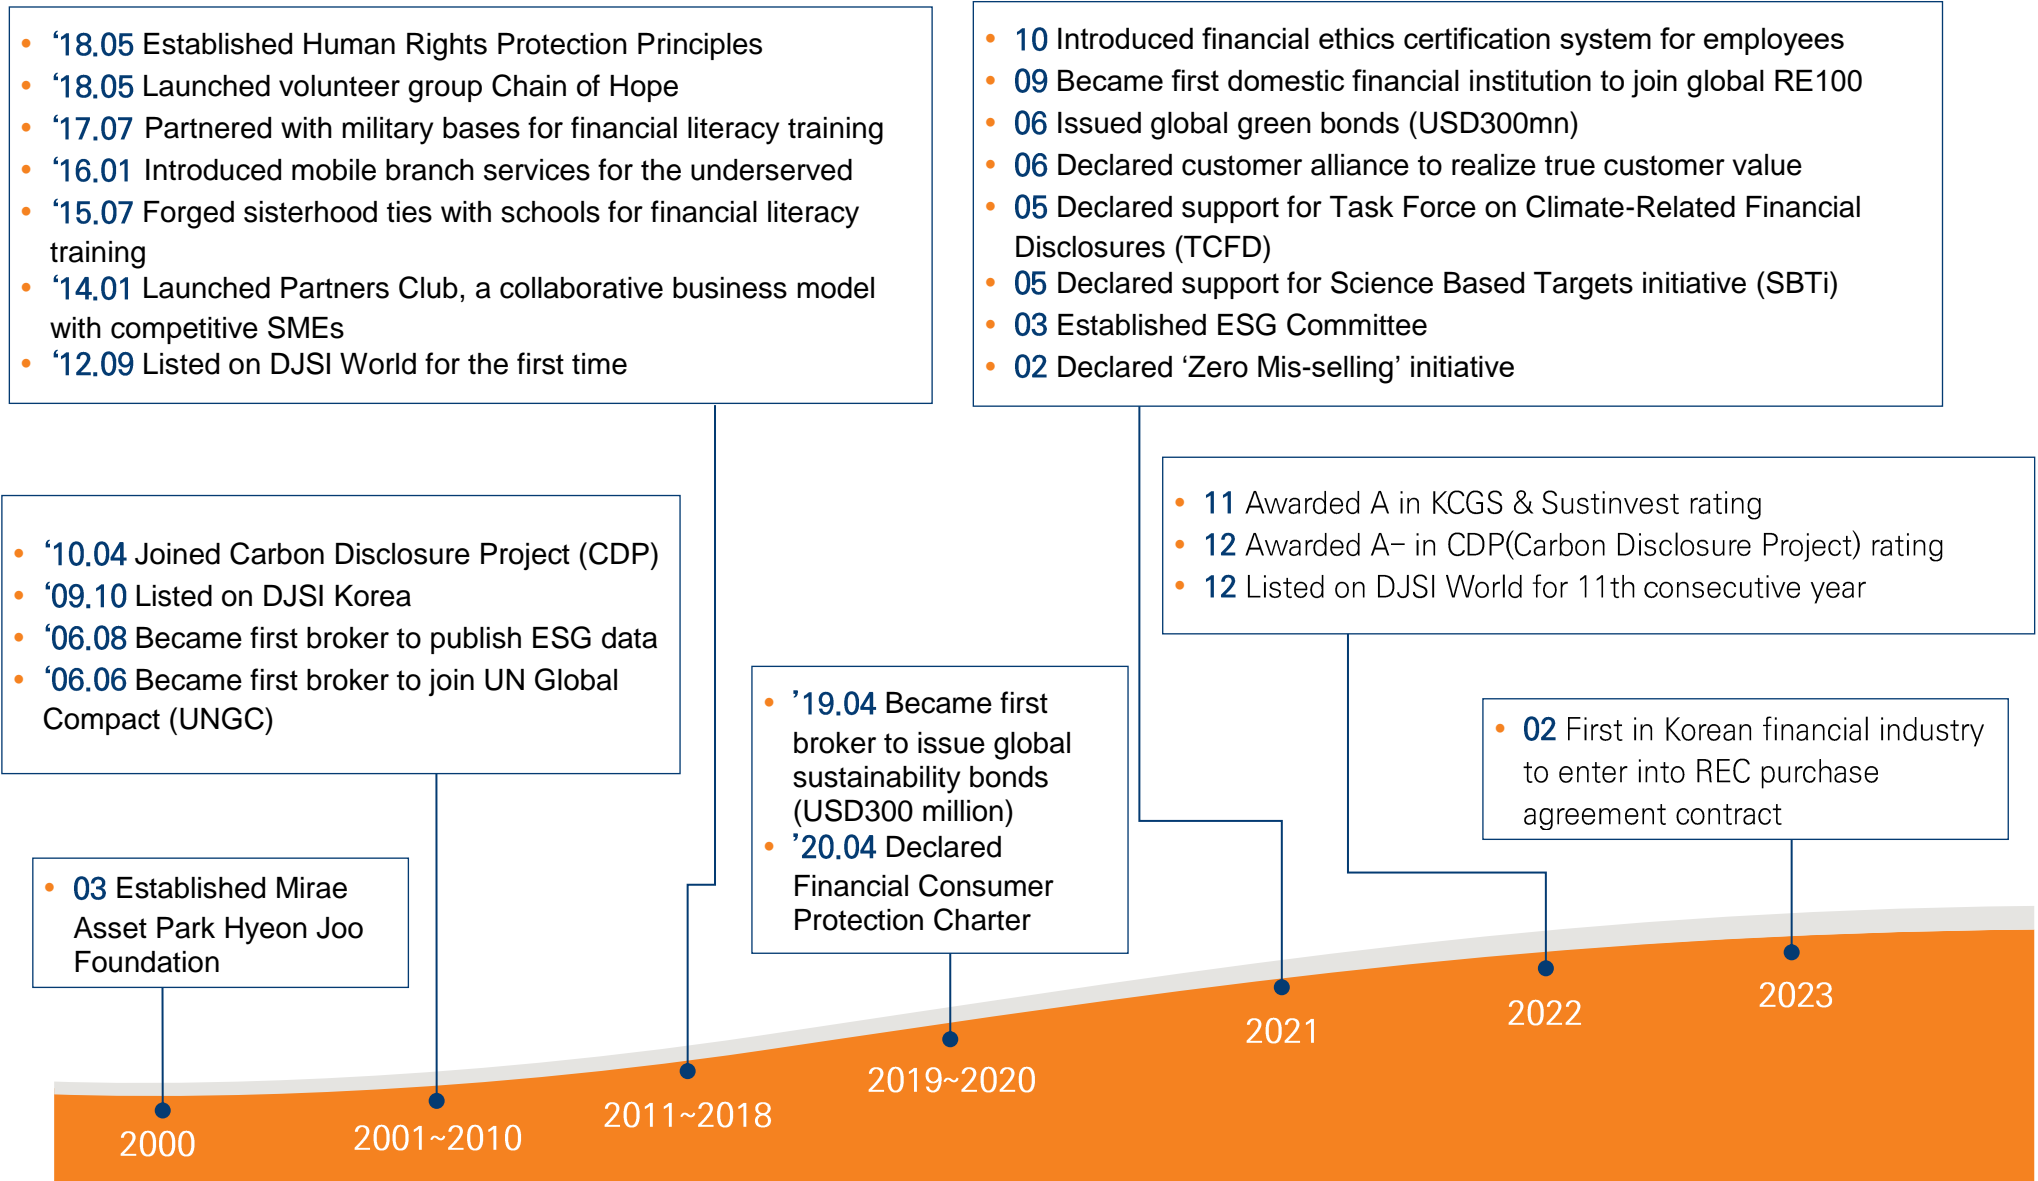 • ‘18.05 Established Human Rights Protection Principles
• ‘18.05 Launched volunteer group Chain of Hope
• ‘17.07 Partnered with military bases for financial literacy training
• ‘16.01 Introduced mobile branch services for the underserved
• ‘15.07 Forged sisterhood ties with schools for financial literacy
training
• ‘14.01 Launched Partners Club, a collaborative business model
with competitive SMEs
• ‘12.09 Listed on DJSI World for the first time
• 10 Introduced financial ethics certification system for employees
• 09 Became first domestic financial institution to join global RE100
• 06 Issued global green bonds (USD300mn)
• 06 Declared customer alliance to realize true customer value
• 05 Declared support for Task Force on Climate-Related Financial
Disclosures (TCFD)
• 05 Declared support for Science Based Targets initiative (SBTi)
• 03 Established ESG Committee
• 02 Declared ‘Zero Mis-selling’ initiative
• ‘10.04 Joined Carbon Disclosure Project (CDP)
• ‘09.10 Listed on DJSI Korea
• ‘06.08 Became first broker to publish ESG data
• ‘06.06 Became first broker to join UN Global
Compact (UNGC)
• 11 Awarded A in KCGS & Sustinvest rating
• 12 Awarded A– in CDP(Carbon Disclosure Project) rating
• 12 Listed on DJSI World for 11th consecutive year
• ’19.04 Became first
broker to issue global
sustainability bonds
(USD300 million)
• ’20.04 Declared
Financial Consumer
Protection Charter
• 02 First in Korean financial industry
to enter into REC purchase
agreement contract
• 03 Established Mirae
Asset Park Hyeon Joo
Foundation
2000
2001~2010
2011~2018
2019~2020
2021
2022
2023